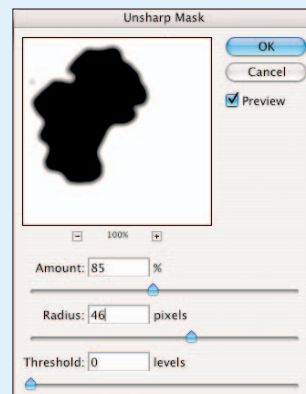 Unsharp Mask
OK
Cancel
Preview
100%
Amount: 85 %
Radius: 46 pixels
Threshold: 0 levels